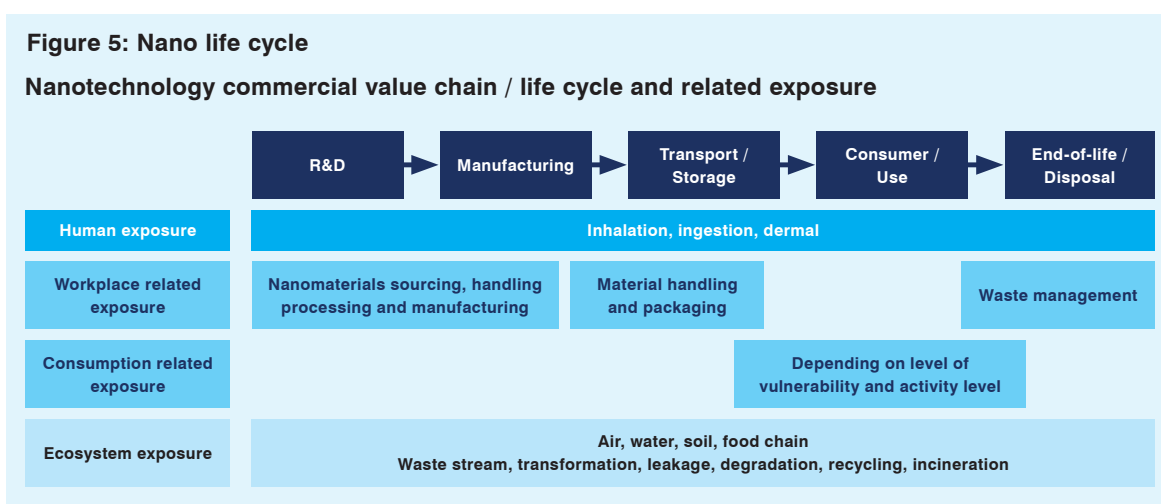 Figure 5: Nano life cycle
Nanotechnology commercial value chain / life cycle and related exposure
R&D
Manufacturing
Transport /
Storage
Consumer /
Use
End-of-life /
Disposal
Human exposure
Inhalation, ingestion, dermal
Workplace related
exposure
Nanomaterials sourcing, handling
processing and manufacturing
Material handling
and packaging
Waste management
Consumption related
exposure
Depending on level of
vulnerability and activity level
Ecosystem exposure
Air, water, soil, food chain
Waste stream, transformation, leakage, degradation, recycling, incineration